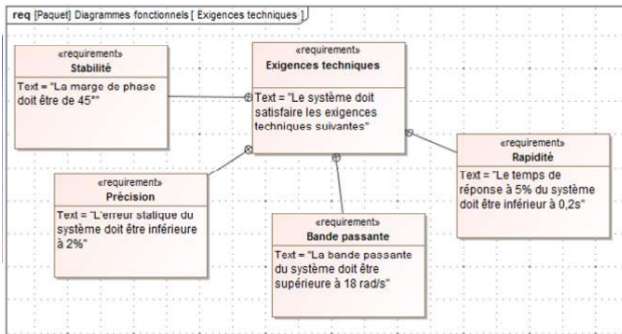 req [Paquet] Diagrammes fonctionnels [ Exigences techniques ]
«requirement»
Stabilité
Text = "La marge de phase
doit être de 45°"
«requirement»
Exigences techniques
Text = "Le système doit
satisfaire les exigences
techniques suivantes"
«requirement»
Rapidité
Text = "Le temps de
réponse à 5% du système
doit être inférieur à 0,2s"
«requirement»
Précision
Text = "L'erreur statique du
système doit être inférieure
à 2%"
«requirement»
Bande passante
Text = "La bande passante
du système doit être
supérieure à 18 rad/s"